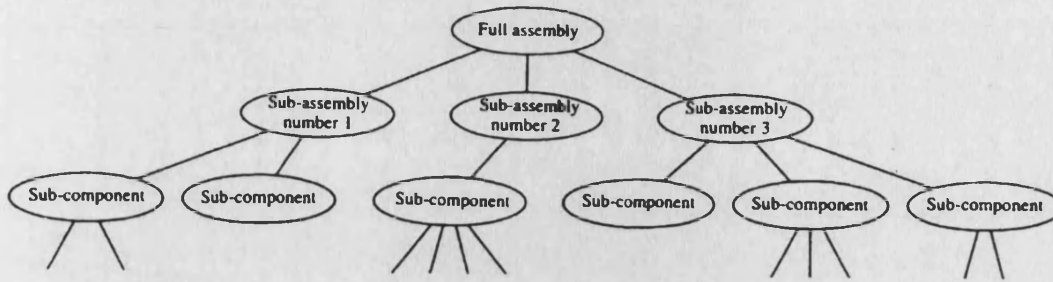 Full assembly
Sub-assembly
number 1
Sub-assembly
number 2
Sub-assembly
number 3
Sub-component
Sub-component
Sub-component
Sub-component
Sub-component
Sub-component